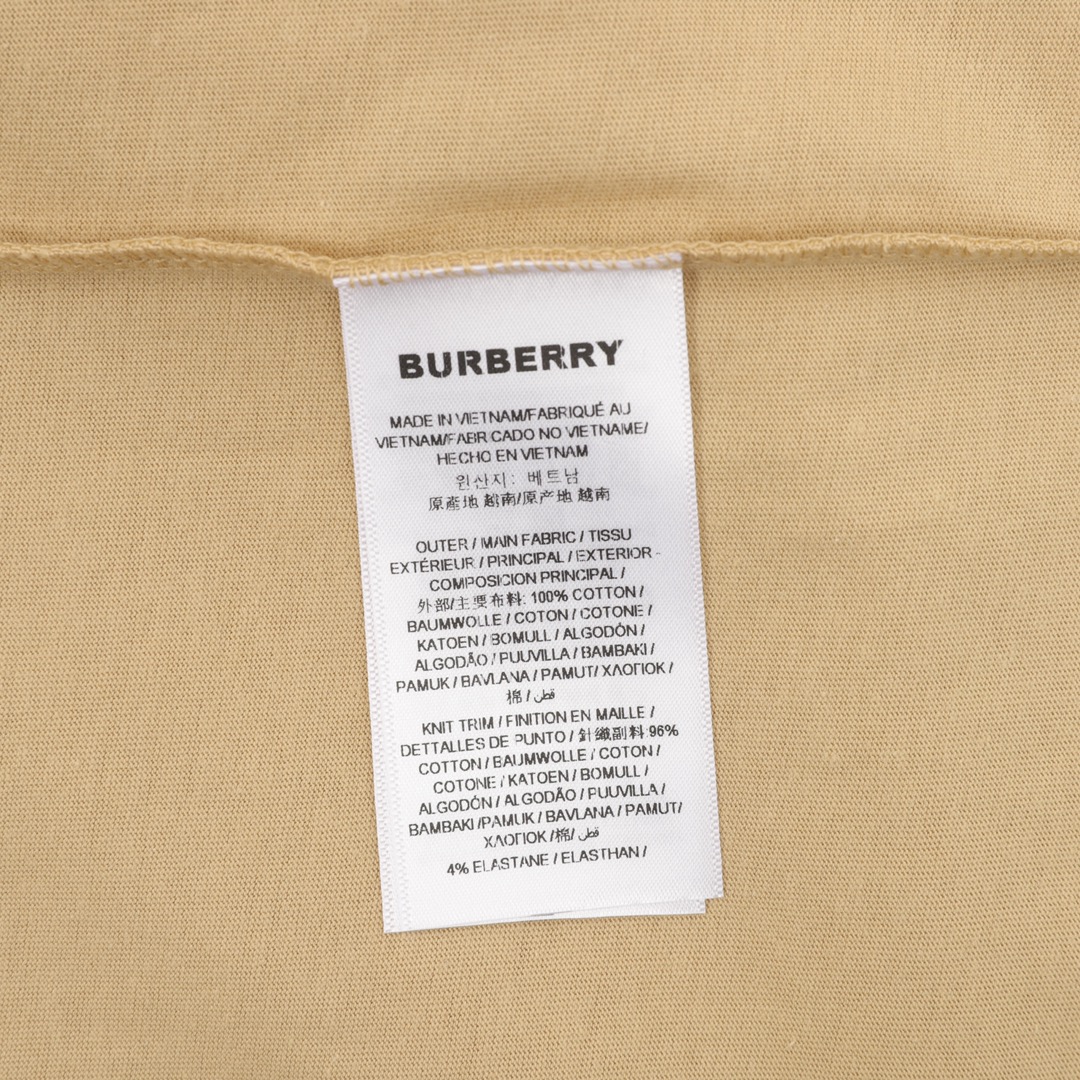 BURBERRY
MADE IN VIETNAM/FABRIQUÉ AU
VIETNAM/FABRICADO NO VIETNAME/
HECHO EN VIETNAM
원산지: 베트남
原產地 越南/原产地 越南
OUTER / MAIN FABRIC / TISSU
EXTÉRIEUR / PRINCIPAL / EXTERIOR -
COMPOSICION PRINCIPAL /
外部/主要布料: 100% COTTON /
BAUMWOLLE / COTON / COTONE /
KATOEN / BOMULL / ALGODÓN /
ALGODÃO / PUUVILLA / BAMBAKI /
PAMUK / BAVLANA / PAMUT/ ΧΛΟΠΟΚ /
棉 / قطن
KNIT TRIM / FINITION EN MAILLE /
DETTALLES DE PUNTO / 針織副料:96%
COTTON / BAUMWOLLE / COTON /
COTONE / KATOEN / BOMULL /
ALGODÓN / ALGODÃO / PUUVILLA /
BAMBAKI /PAMUK / BAVLANA / PAMUT/
ΧΛΟΠΟΚ /棉/ قطن
4% ELASTANE / ELASTHAN /